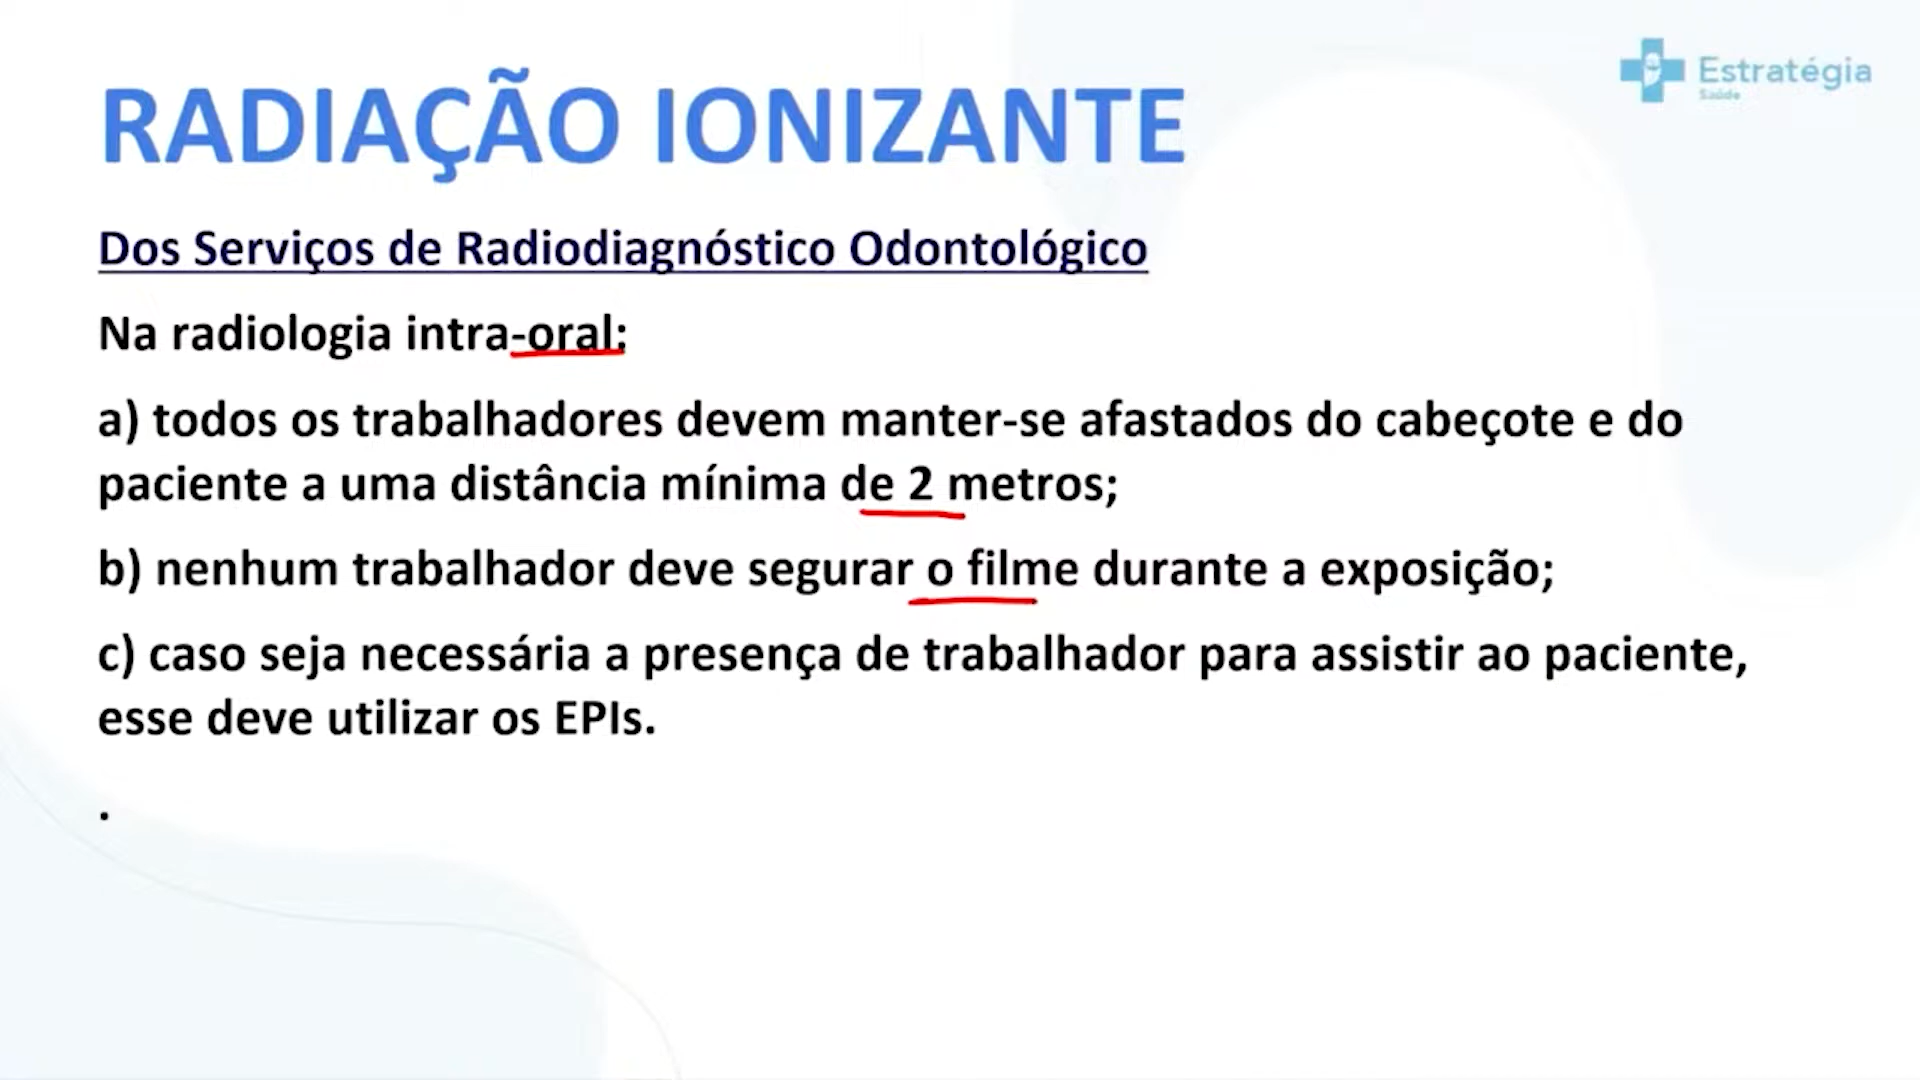 Estratégia
Saúde
RADIAÇÃO IONIZANTE
Dos Serviços de Radiodiagnóstico Odontológico
Na radiologia intra-oral:
a) todos os trabalhadores devem manter-se afastados do cabeçote e do
paciente a uma distância mínima de 2 metros;
b) nenhum trabalhador deve segurar o filme durante a exposição;
c) caso seja necessária a presença de trabalhador para assistir ao paciente,
esse deve utilizar os EPIs.
.